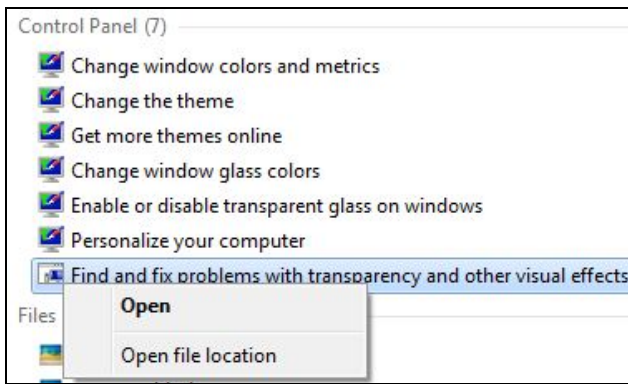 Control Panel (7)
Change window colors and metrics
Change the theme
Get more themes online
Change window glass colors
Enable or disable transparent glass on windows
Personalize your computer
Find and fix problems with transparency and other visual effects
Files
Open
Open file location